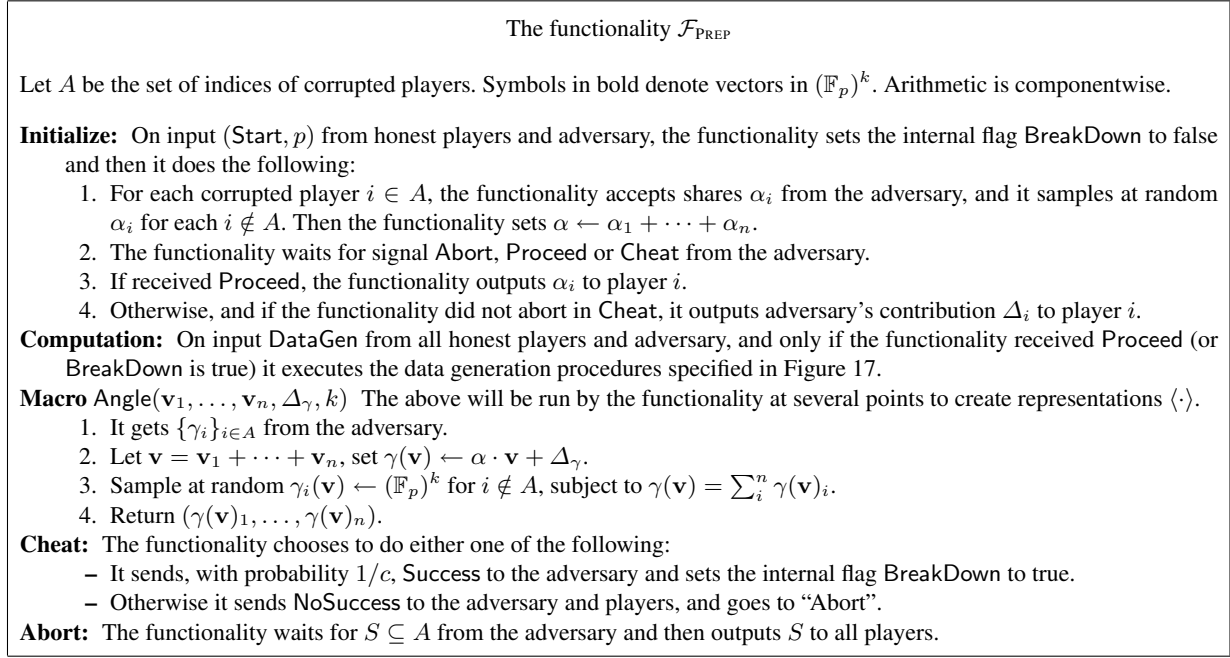 The functionality F_PREP
Let A be the set of indices of corrupted players. Symbols in bold denote vectors in (𝔽_p)^k. Arithmetic is componentwise.
Initialize: On input (Start, p) from honest players and adversary, the functionality sets the internal flag BreakDown to false
and then it does the following:
1. For each corrupted player i ∈ A, the functionality accepts shares α_i from the adversary, and it samples at random
α_i for each i ∉ A. Then the functionality sets α ← α_1 + ⋯ + α_n.
2. The functionality waits for signal Abort, Proceed or Cheat from the adversary.
3. If received Proceed, the functionality outputs α_i to player i.
4. Otherwise, and if the functionality did not abort in Cheat, it outputs adversary's contribution Δ_i to player i.
Computation: On input DataGen from all honest players and adversary, and only if the functionality received Proceed (or
BreakDown is true) it executes the data generation procedures specified in Figure 17.
Macro Angle(v_1, . . . , v_n, Δ_γ, k) The above will be run by the functionality at several points to create representations ⟨·⟩.
1. It gets {γ_i}_{i∈A} from the adversary.
2. Let v = v_1 + ⋯ + v_n, set γ(v) ← α · v + Δ_γ.
3. Sample at random γ_i(v) ← (𝔽_p)^k for i ∉ A, subject to γ(v) = ∑_i^n γ(v)_i.
4. Return (γ(v)_1, . . . , γ(v)_n).
Cheat: The functionality chooses to do either one of the following:
– It sends, with probability 1/c, Success to the adversary and sets the internal flag BreakDown to true.
– Otherwise it sends NoSuccess to the adversary and players, and goes to "Abort".
Abort: The functionality waits for S ⊆ A from the adversary and then outputs S to all players.